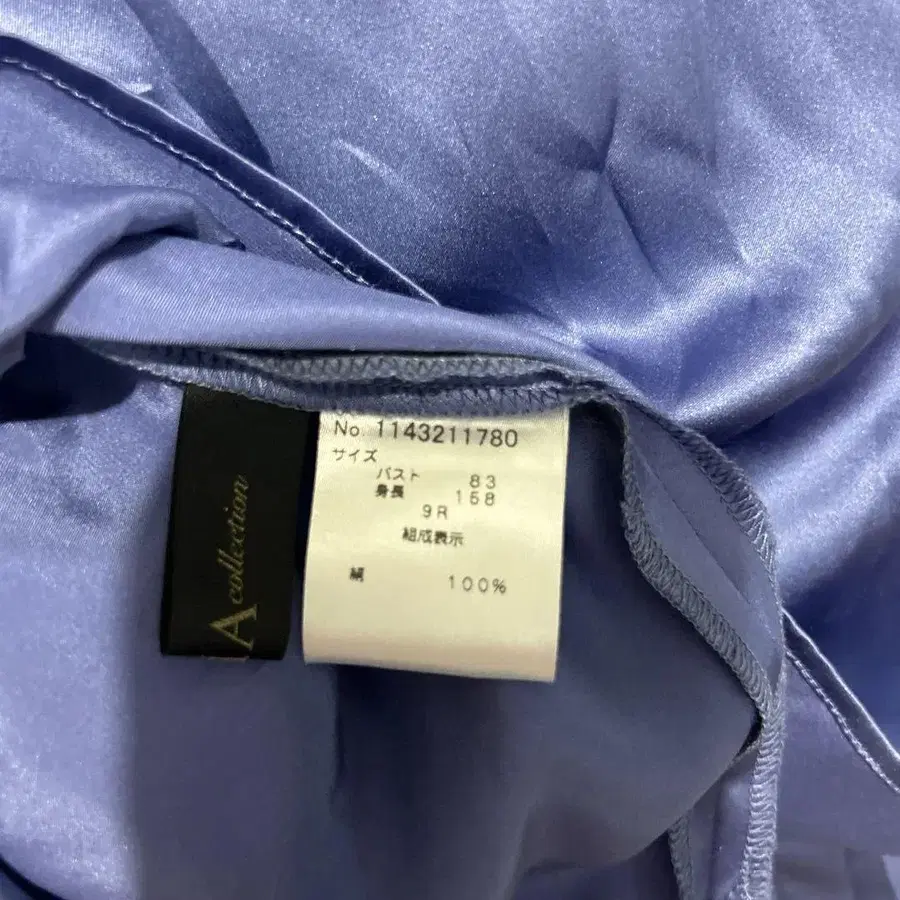 No. 1143211780
サイズ
バスト 83
身長 158
9R
組成表示
絹 100%
A collection